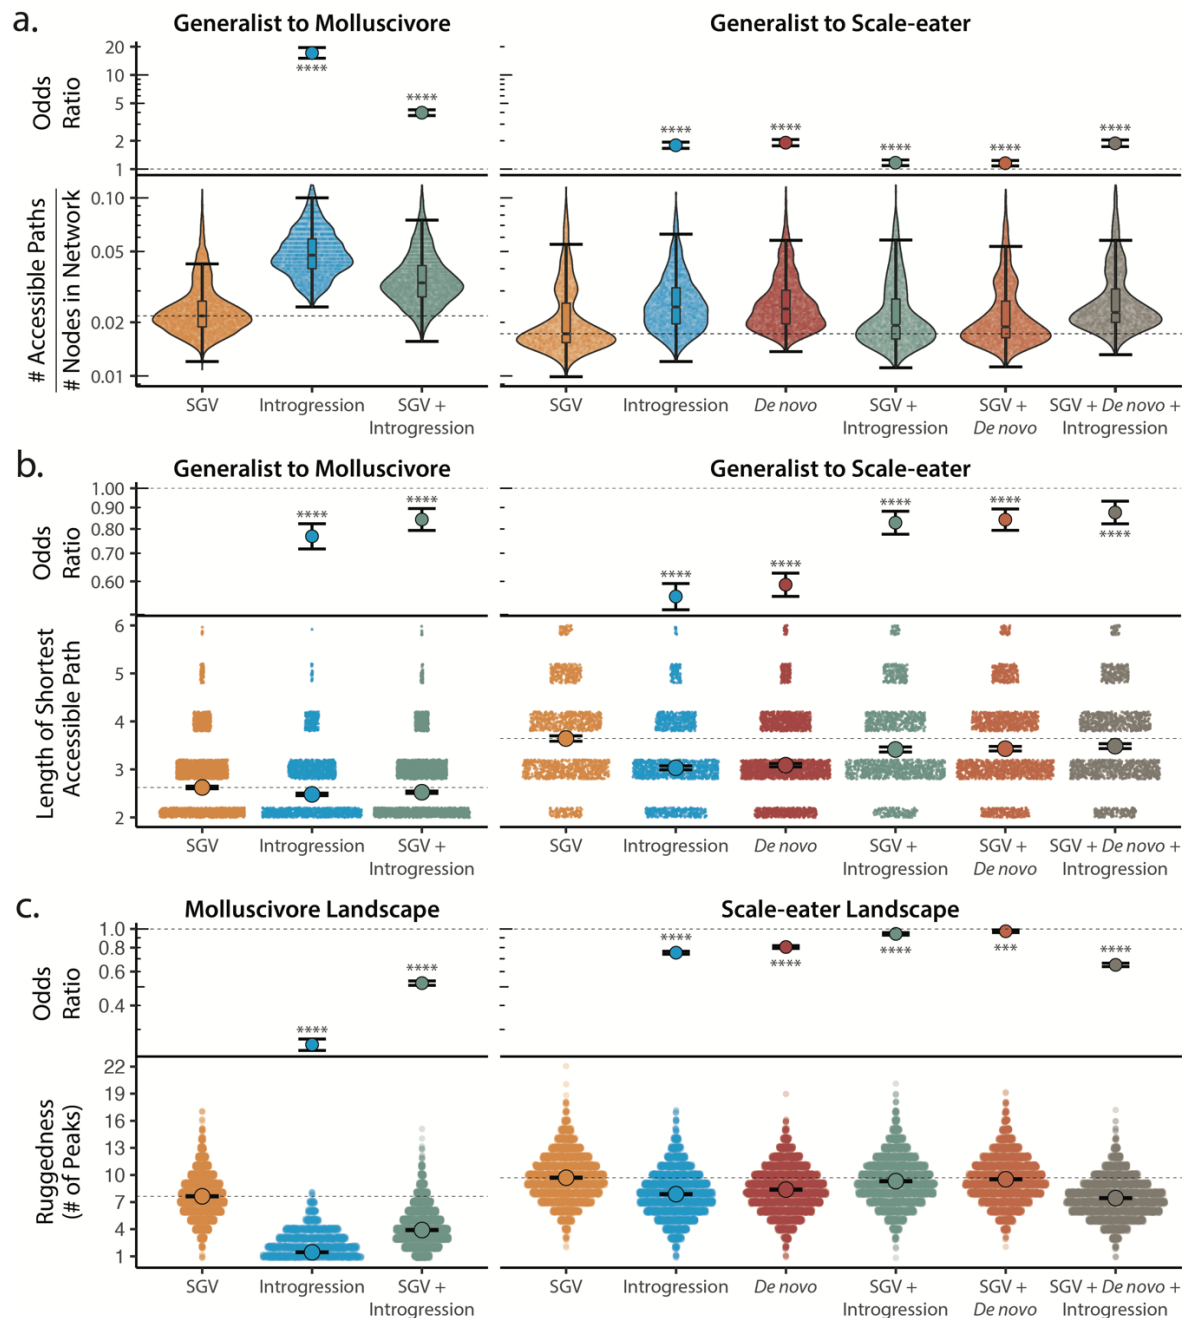 a.
Generalist to Molluscivore
Generalist to Scale-eater
Odds
Ratio
20
10
5
2
1
****
****
****
****
****
****
****
# Accessible Paths
# Nodes in Network
0.10
0.05
0.02
0.01
SGV
Introgression
SGV +
Introgression
SGV
Introgression
De novo
SGV +
Introgression
SGV +
De novo
SGV + De novo +
Introgression
b.
Generalist to Molluscivore
Generalist to Scale-eater
Odds
Ratio
1.00
0.90
0.80
0.70
0.60
****
****
****
****
****
****
****
Length of Shortest
Accessible Path
6
5
4
3
2
SGV
Introgression
SGV +
Introgression
SGV
Introgression
De novo
SGV +
Introgression
SGV +
De novo
SGV + De novo +
Introgression
c.
Molluscivore Landscape
Scale-eater Landscape
Odds
Ratio
1.0
0.8
0.6
0.4
****
****
****
****
****
***
****
Ruggedness
(# of Peaks)
22
19
16
13
10
7
4
1
SGV
Introgression
SGV +
Introgression
SGV
Introgression
De novo
SGV +
Introgression
SGV +
De novo
SGV + De novo +
Introgression